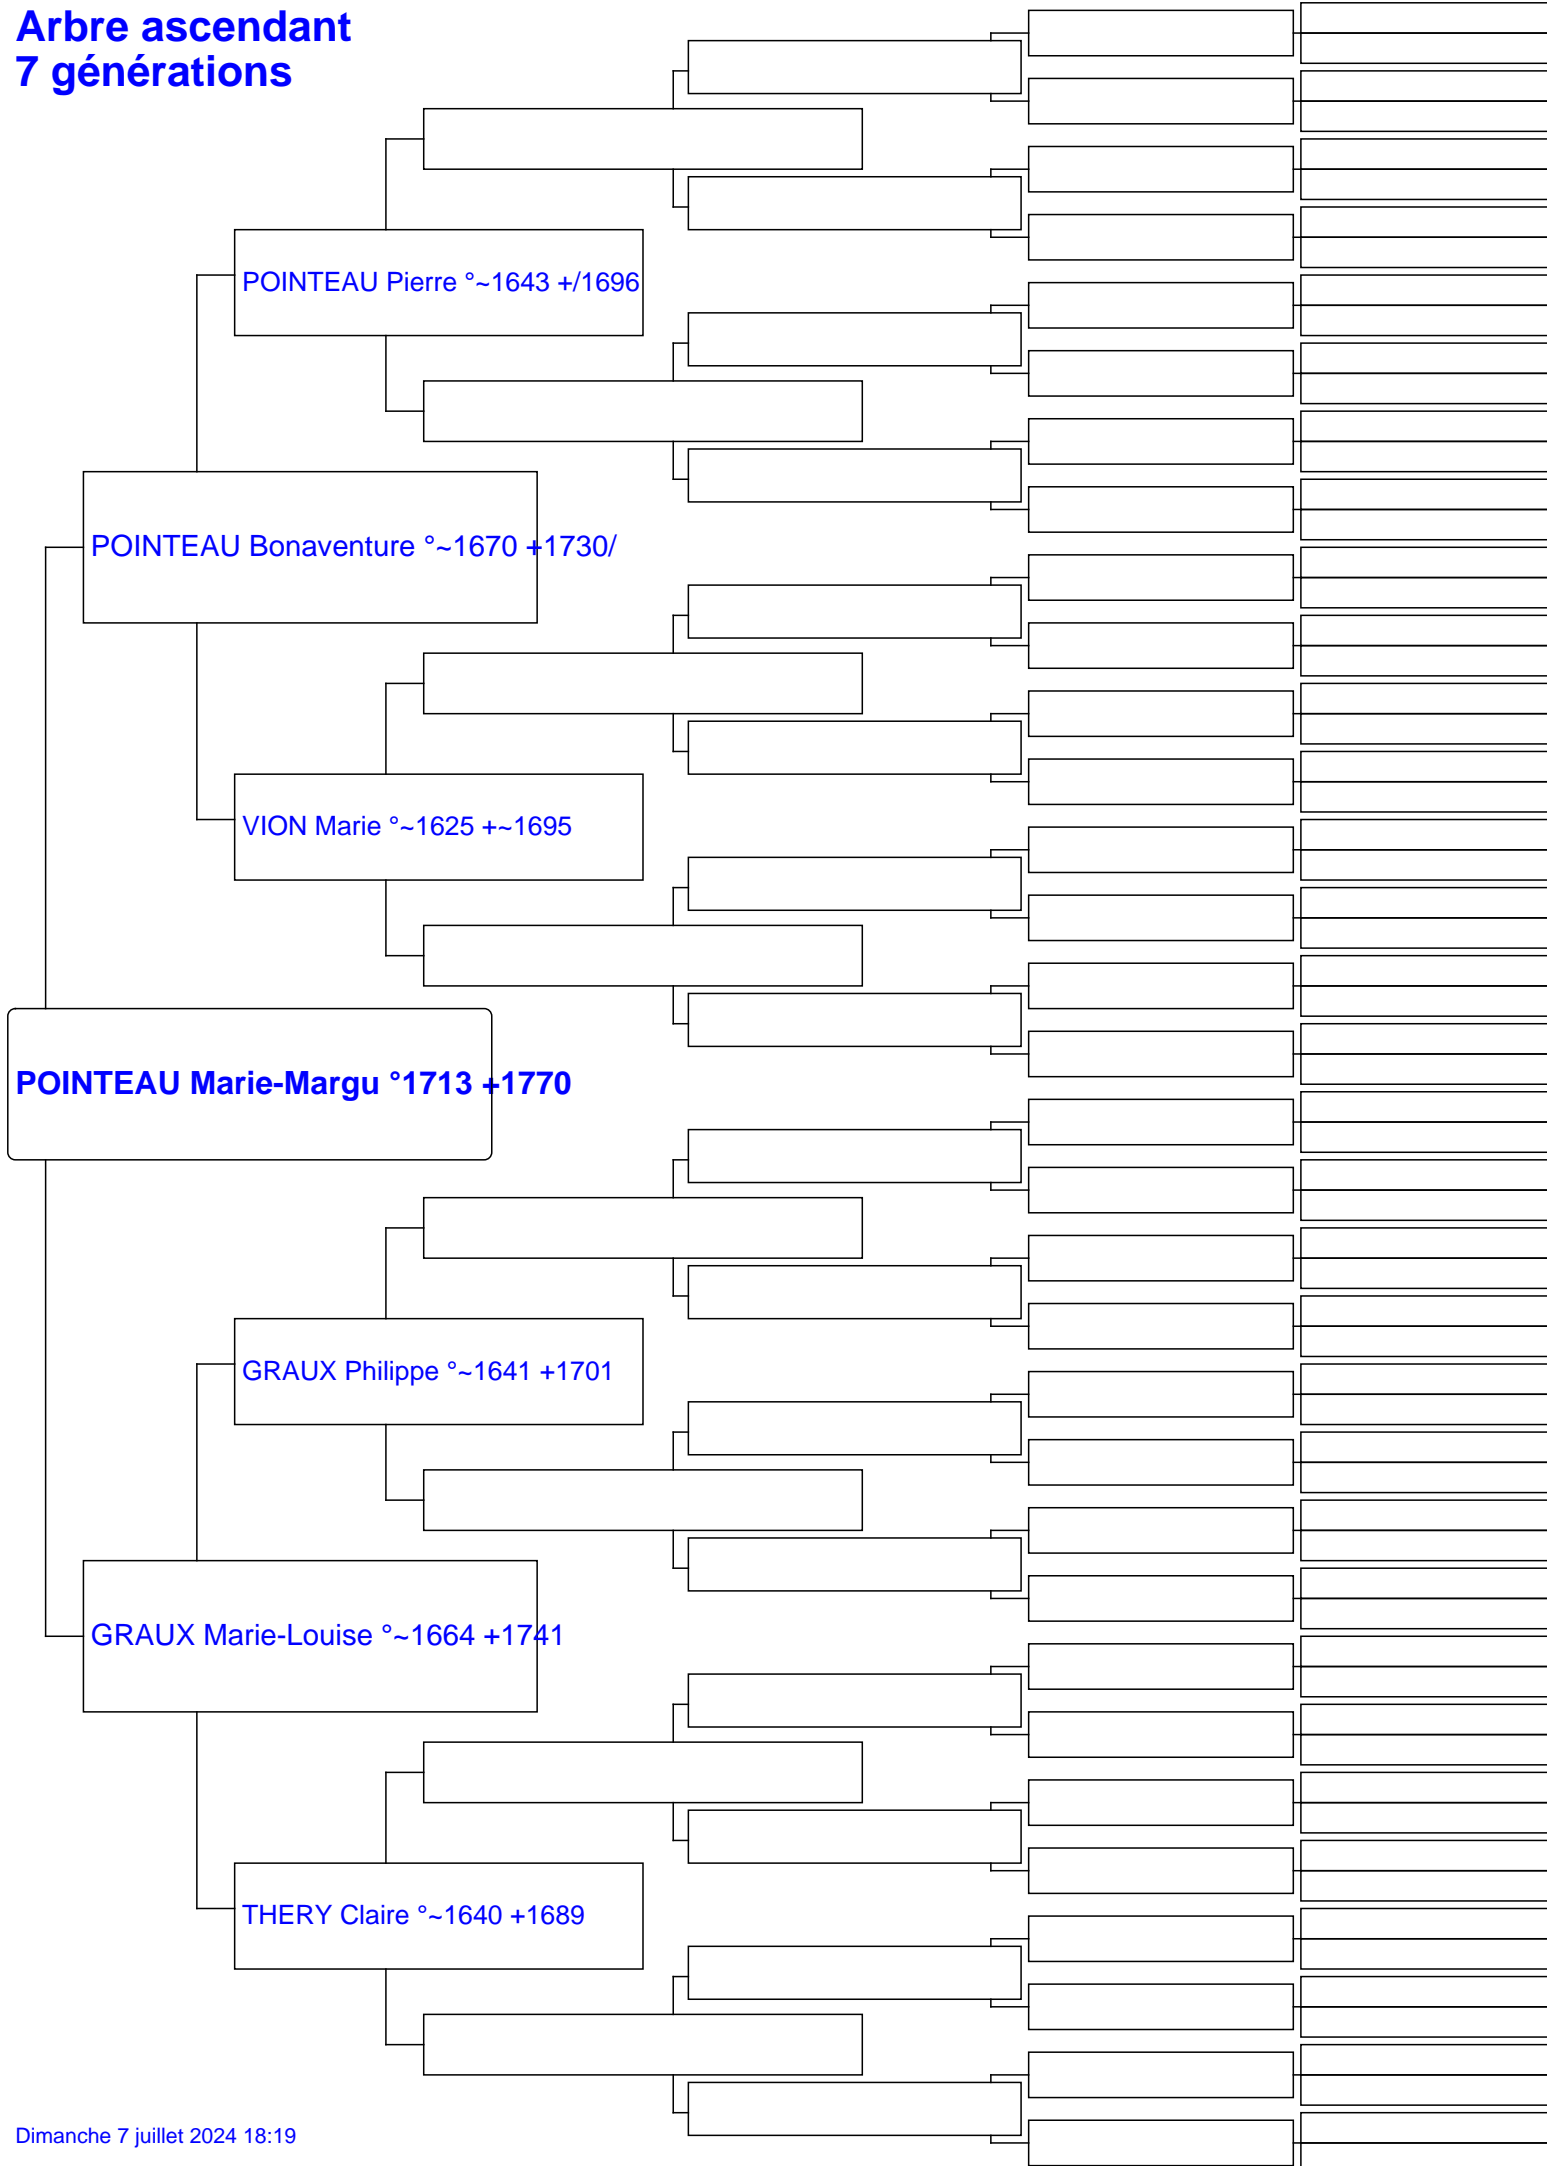 Arbre ascendant
7 générations
POINTEAU Pierre °~1643 +/1696
POINTEAU Bonaventure °~1670 +1730/
VION Marie °~1625 +~1695
POINTEAU Marie-Margu °1713 +1770
GRAUX Philippe °~1641 +1701
GRAUX Marie-Louise °~1664 +1741
THERY Claire °~1640 +1689
Dimanche 7 juillet 2024 18:19